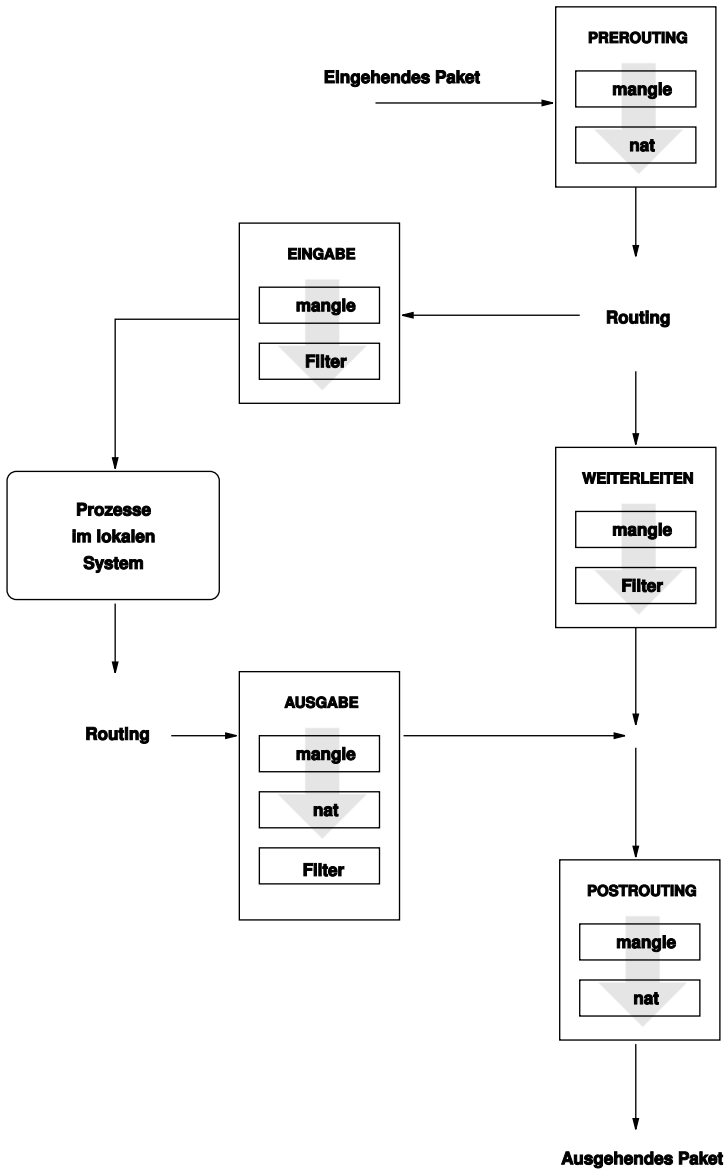 PREROUTING
Eingehendes Paket
mangle
nat
EINGABE
mangle
Filter
Routing
WEITERLEITEN
mangle
Filter
Prozesse
im lokalen
System
Routing
AUSGABE
mangle
nat
Filter
POSTROUTING
mangle
nat
Ausgehendes Paket